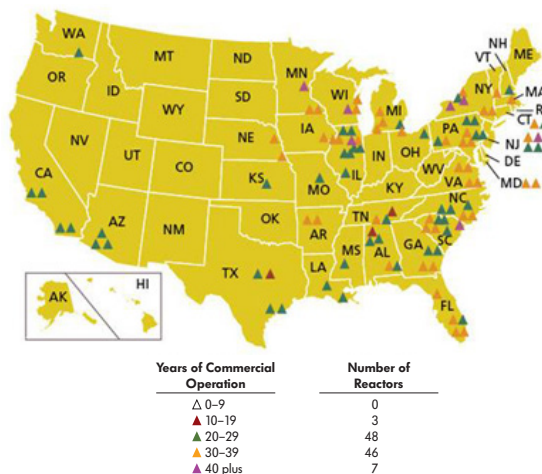 WA
MT
ND
MN
NH
VT
ME
OR
ID
SD
WI
MI
NY
MA
WY
CT
NV
NE
IA
PA
NJ
UT
CO
IL
IN
OH
DE
CA
KS
MO
WV
VA
MD
KY
AZ
NM
OK
AR
TN
NC
TX
LA
MS
AL
GA
SC
AK
HI
FL
Years of Commercial Operation
Number of Reactors
0–9 0
10–19 3
20–29 48
30–39 46
40 plus 7